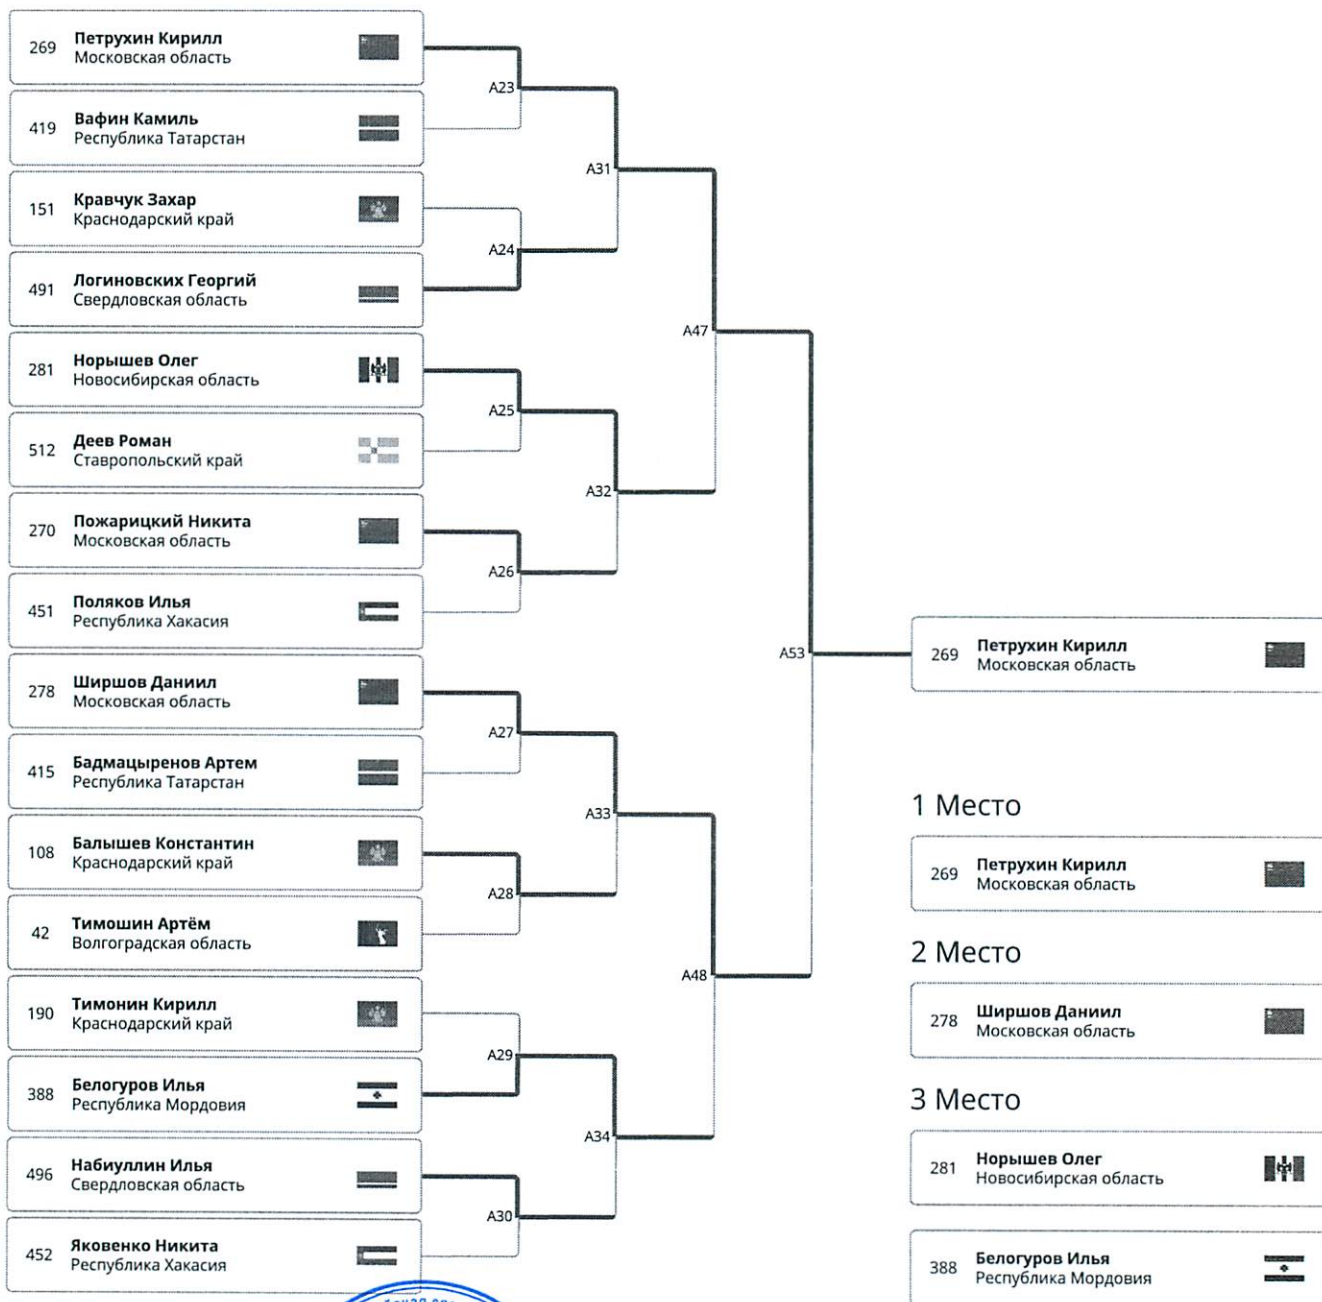 269 Петрухин Кирилл
Московская область
A23
419 Вафин Камиль
Республика Татарстан
A31
151 Кравчук Захар
Краснодарский край
A24
491 Логиновских Георгий
Свердловская область
A47
281 Норышев Олег
Новосибирская область
A25
512 Деев Роман
Ставропольский край
A32
270 Пожарицкий Никита
Московская область
A26
451 Поляков Илья
Республика Хакасия
A53
269 Петрухин Кирилл
Московская область
278 Ширшов Даниил
Московская область
A27
415 Бадмацыренов Артем
Республика Татарстан
A33
108 Балышев Константин
Краснодарский край
A28
42 Тимошин Артём
Волгоградская область
A48
190 Тимонин Кирилл
Краснодарский край
A29
388 Белогуров Илья
Республика Мордовия
A34
496 Набиуллин Илья
Свердловская область
A30
452 Яковенко Никита
Республика Хакасия
1 Место
269 Петрухин Кирилл
Московская область
2 Место
278 Ширшов Даниил
Московская область
3 Место
281 Норышев Олег
Новосибирская область
388 Белогуров Илья
Республика Мордовия